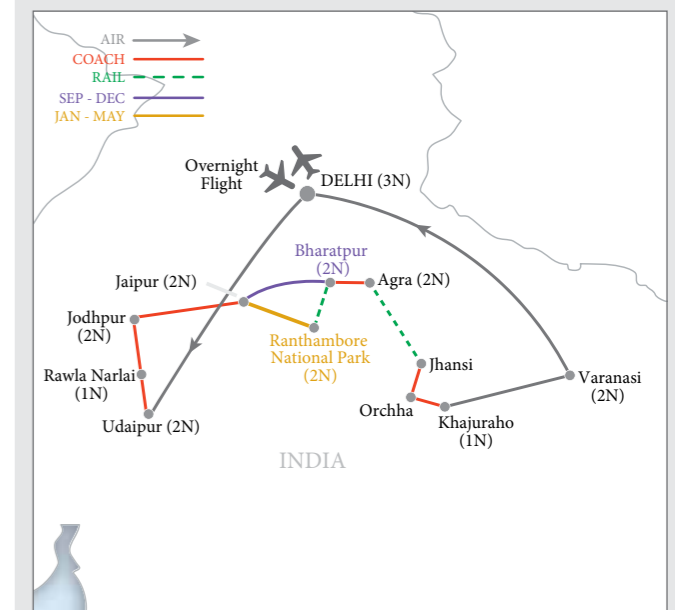 AIR
COACH
RAIL
SEP - DEC
JAN - MAY
Overnight
Flight
DELHI (3N)
Bharatpur
(2N)
Jaipur (2N)
Agra (2N)
Jodhpur
(2N)
Ranthambore
National Park
(2N)
Jhansi
Rawla Narlai
(1N)
Varanasi
(2N)
Orchha
Khajuraho
(1N)
Udaipur (2N)
INDIA